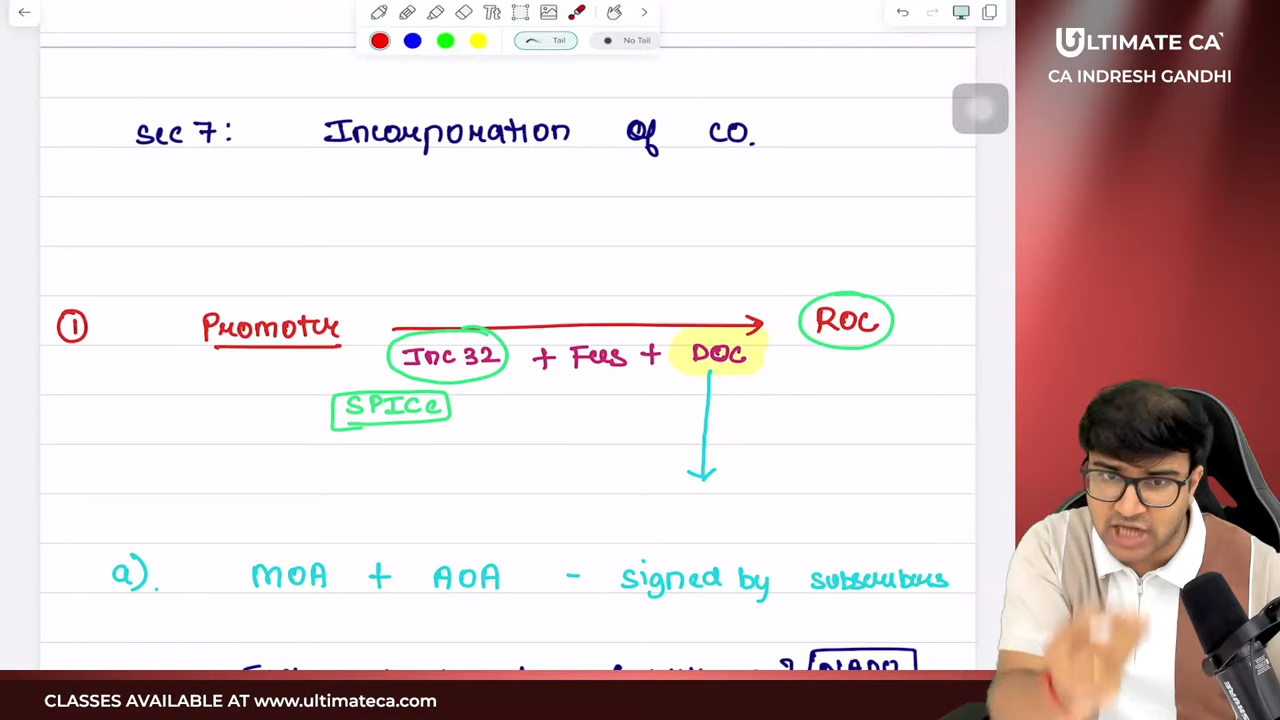 Tt
Tail
No Tail
ULTIMATE CA
CA INDRESH GANDHI
Sec 7: Incorporation Of CO.
① Promoter ROC
Inc 32 + Fees + DOC
SPICe
a). MOA + AOA - signed by subscribers
CLASSES AVAILABLE AT www.ultimateca.com